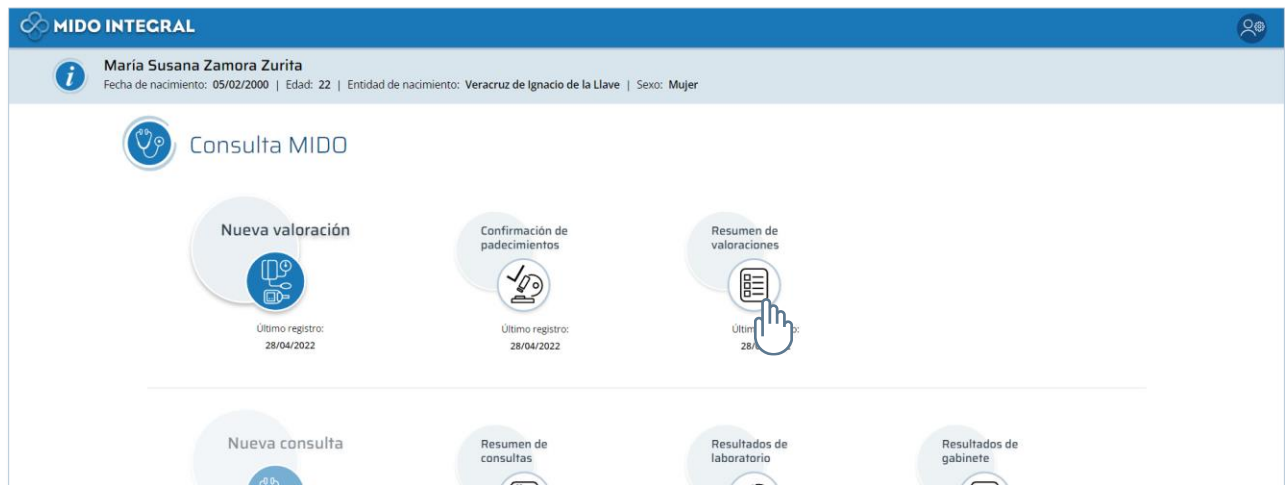 MIDO INTEGRAL
María Susana Zamora Zurita
Fecha de nacimiento: 05/02/2000 | Edad: 22 | Entidad de nacimiento: Veracruz de Ignacio de la Llave | Sexo: Mujer
Consulta MIDO
Nueva valoración
Último registro:
28/04/2022
Confirmación de
padecimientos
Último registro:
28/04/2022
Resumen de
valoraciones
Nueva consulta
Resumen de
consultas
Resultados de
laboratorio
Resultados de
gabinete